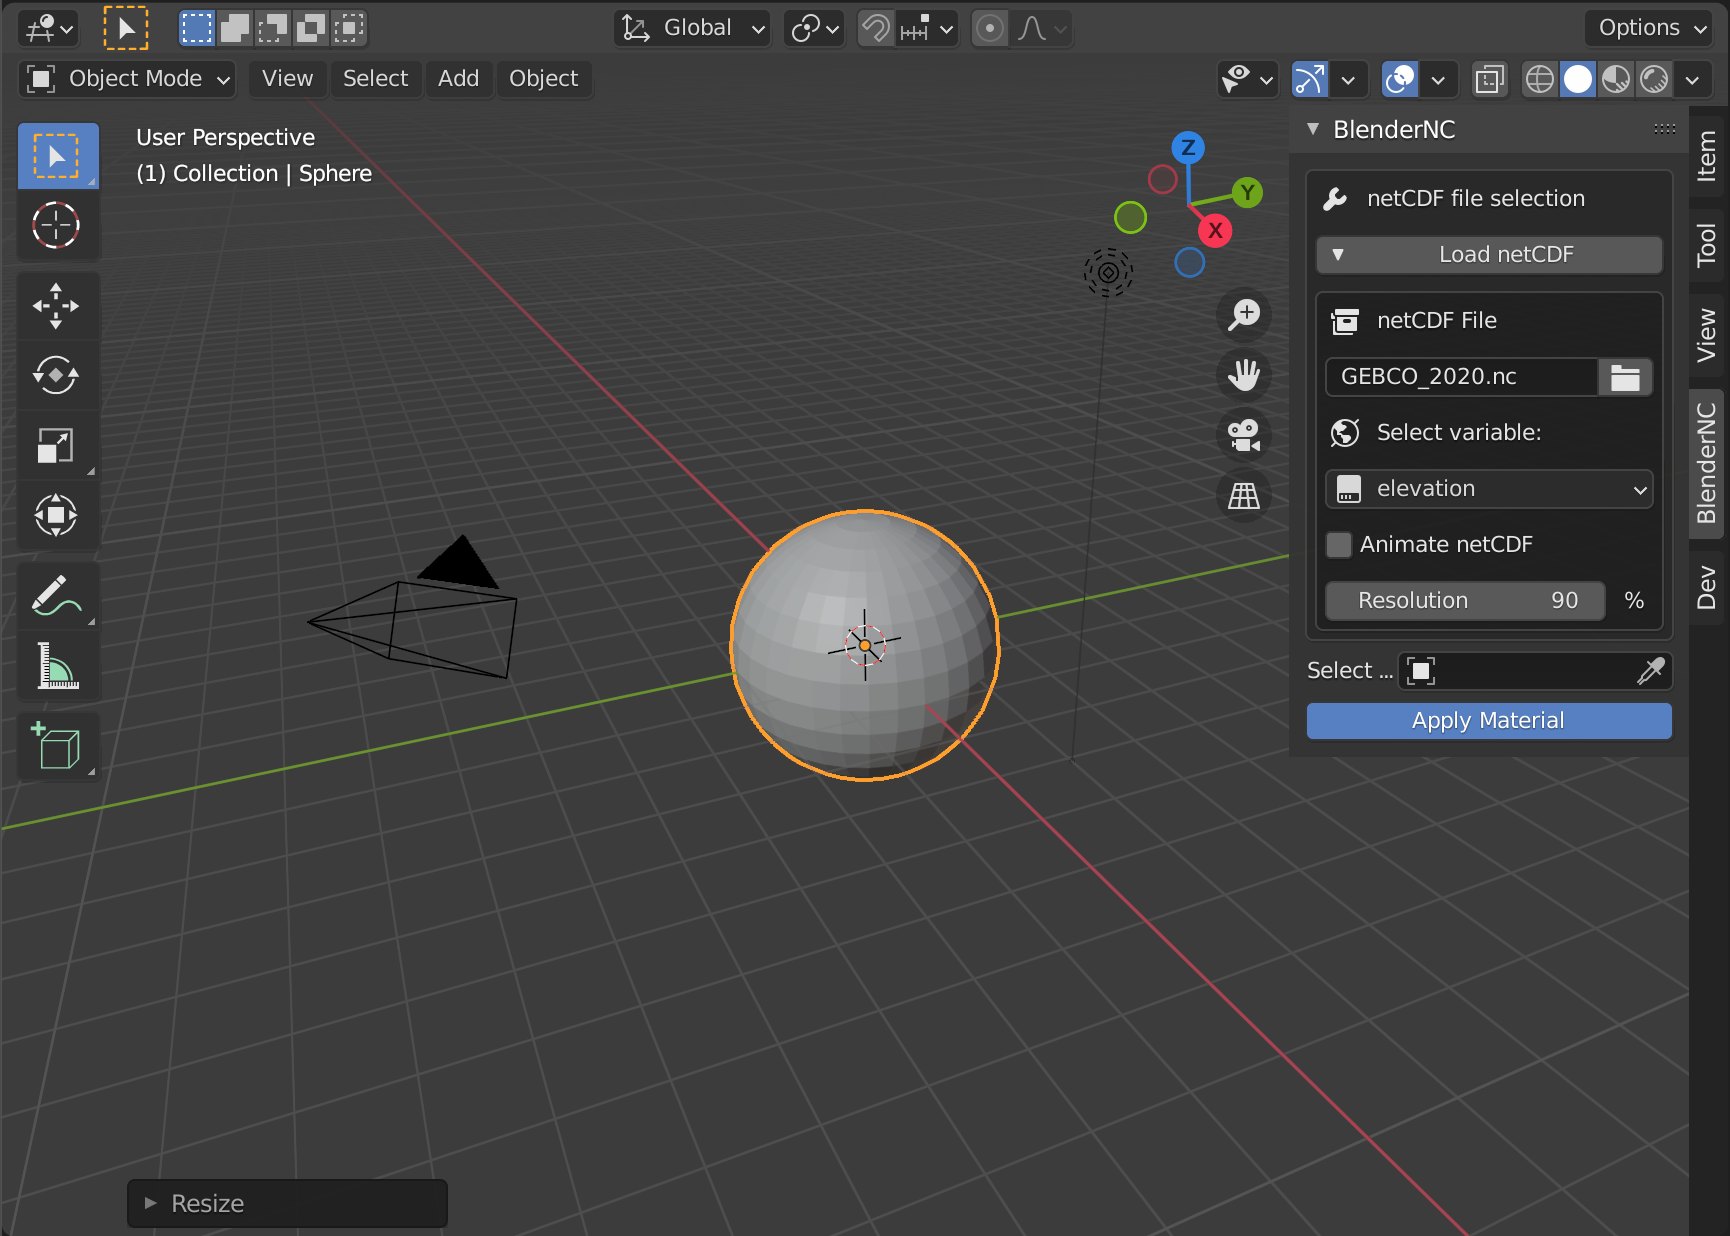 Global
Options
Object Mode
View
Select
Add
Object
User Perspective
(1) Collection | Sphere
Z
Y
X
BlenderNC
netCDF file selection
Load netCDF
netCDF File
GEBCO_2020.nc
Select variable:
elevation
Animate netCDF
Resolution 90 %
Select ...
Apply Material
Item
Tool
View
BlenderNC
Dev
Resize